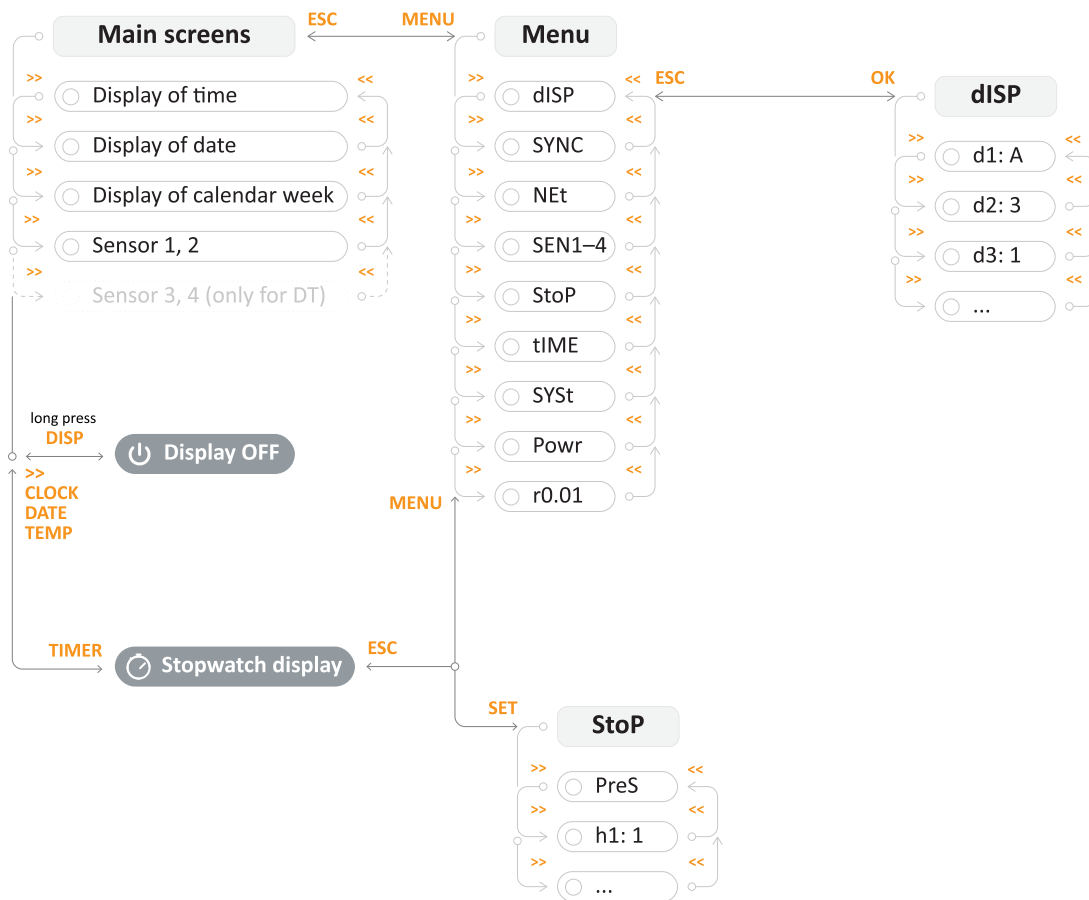 Main screens
ESC
MENU
Menu
>>
<<
Display of time
>>
<<
Display of date
>>
<<
Display of calendar week
>>
<<
Sensor 1, 2
>>
<<
Sensor 3, 4 (only for DT)
long press
DISP
Display OFF
>>
CLOCK
DATE
TEMP
TIMER
Stopwatch display
ESC
>>
<<
dISP
>>
<<
SYNC
>>
<<
NEt
>>
<<
SEN1–4
>>
<<
StoP
>>
<<
tIME
>>
<<
SYSt
>>
<<
Powr
>>
<<
r0.01
MENU
ESC
OK
dISP
>>
<<
d1: A
>>
<<
d2: 3
>>
<<
d3: 1
>>
<<
...
SET
StoP
>>
<<
PreS
>>
<<
h1: 1
>>
<<
...